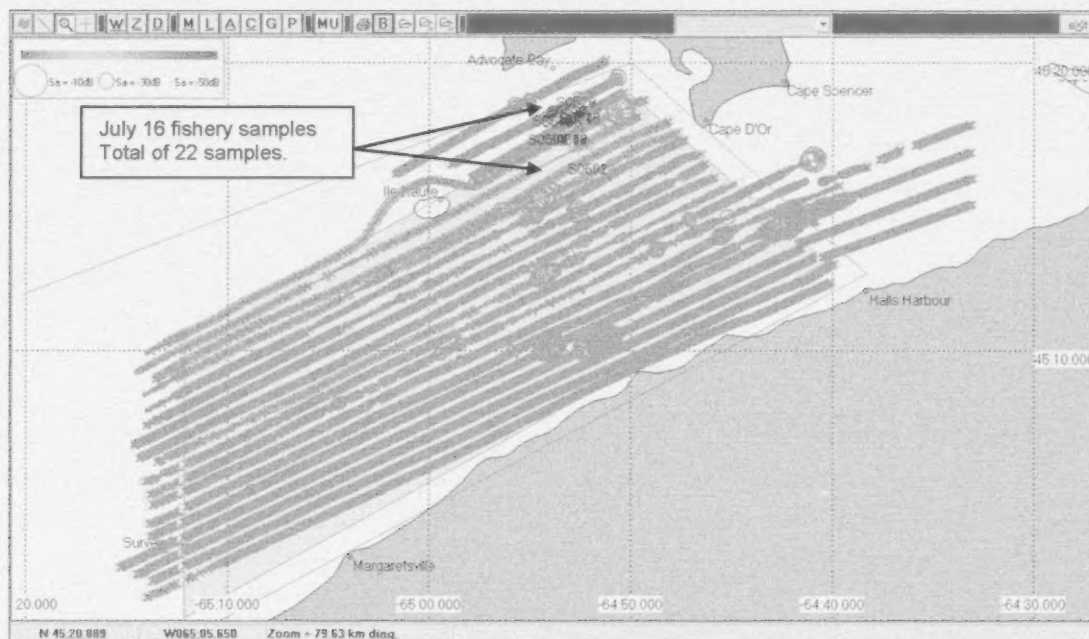 W Z D M L A C G P MU B
Sa = -40dB Sa = -30dB Sa = -50dB
Advocate Bay
45 20 000
Cape Spencer
Cape D'Or
July 16 fishery samples
Total of 22 samples.
Ile Haute
Halls Harbour
45 10 000
Margaretsville
20 000 -65 10 000 -65 00 000 -64 50 000 -64 40 000 -64 30 000
N 45 20 889 W065 05.650 Zoom = 79.63 km diag.